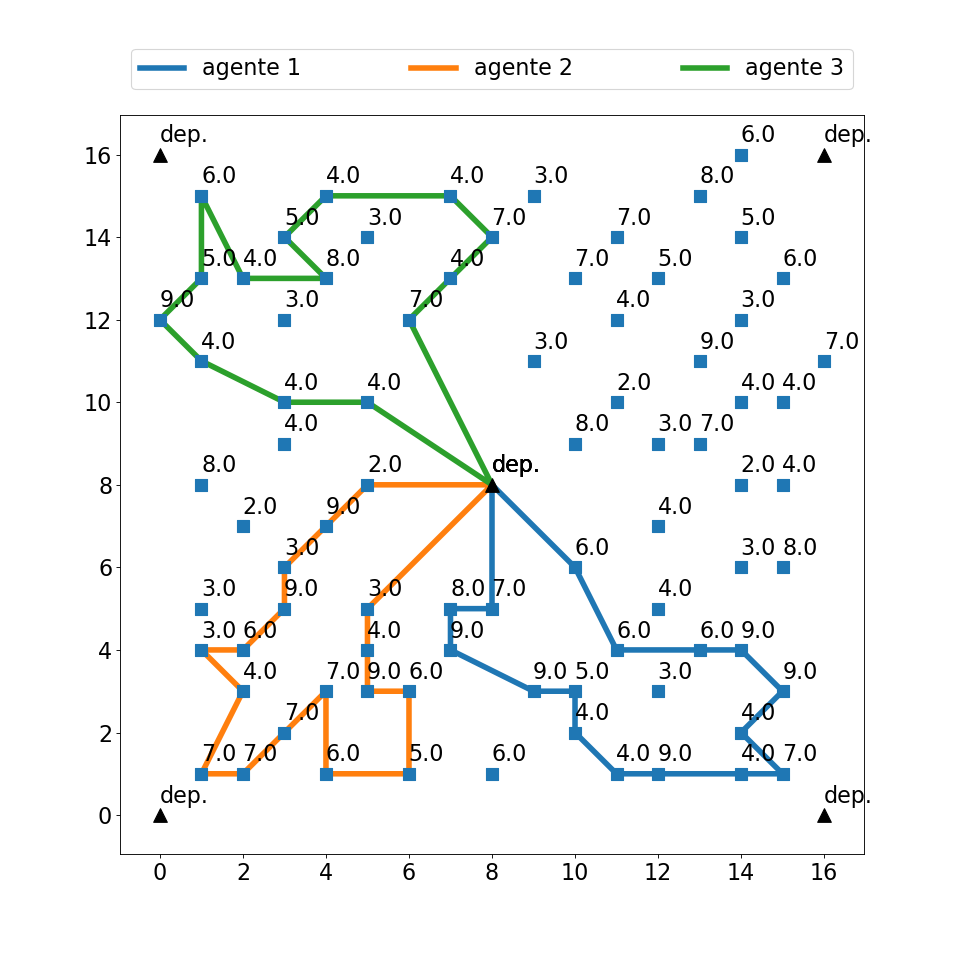 agente 1 agente 2 agente 3
dep. 6.0 dep.
16
6.0 4.0 4.0 3.0 8.0
5.0 3.0 7.0 7.0 5.0
14
5.0 4.0 8.0 4.0 7.0 5.0 6.0
9.0 3.0 7.0 4.0 3.0
12
4.0 3.0 9.0 7.0
4.0 4.0 2.0 4.0 4.0
10
4.0 8.0 3.0 7.0
8.0 2.0 dep. 2.0 4.0
8
2.0 9.0 4.0
3.0 6.0 3.0 8.0
6
3.0 9.0 3.0 8.0 7.0 4.0
3.0 6.0 4.0 9.0 6.0 6.0 9.0
4
4.0 7.0 9.0 6.0 9.0 5.0 3.0 9.0
7.0 4.0 4.0
2
7.0 7.0 6.0 5.0 6.0 4.0 9.0 4.0 7.0
dep. dep.
0
0 2 4 6 8 10 12 14 16